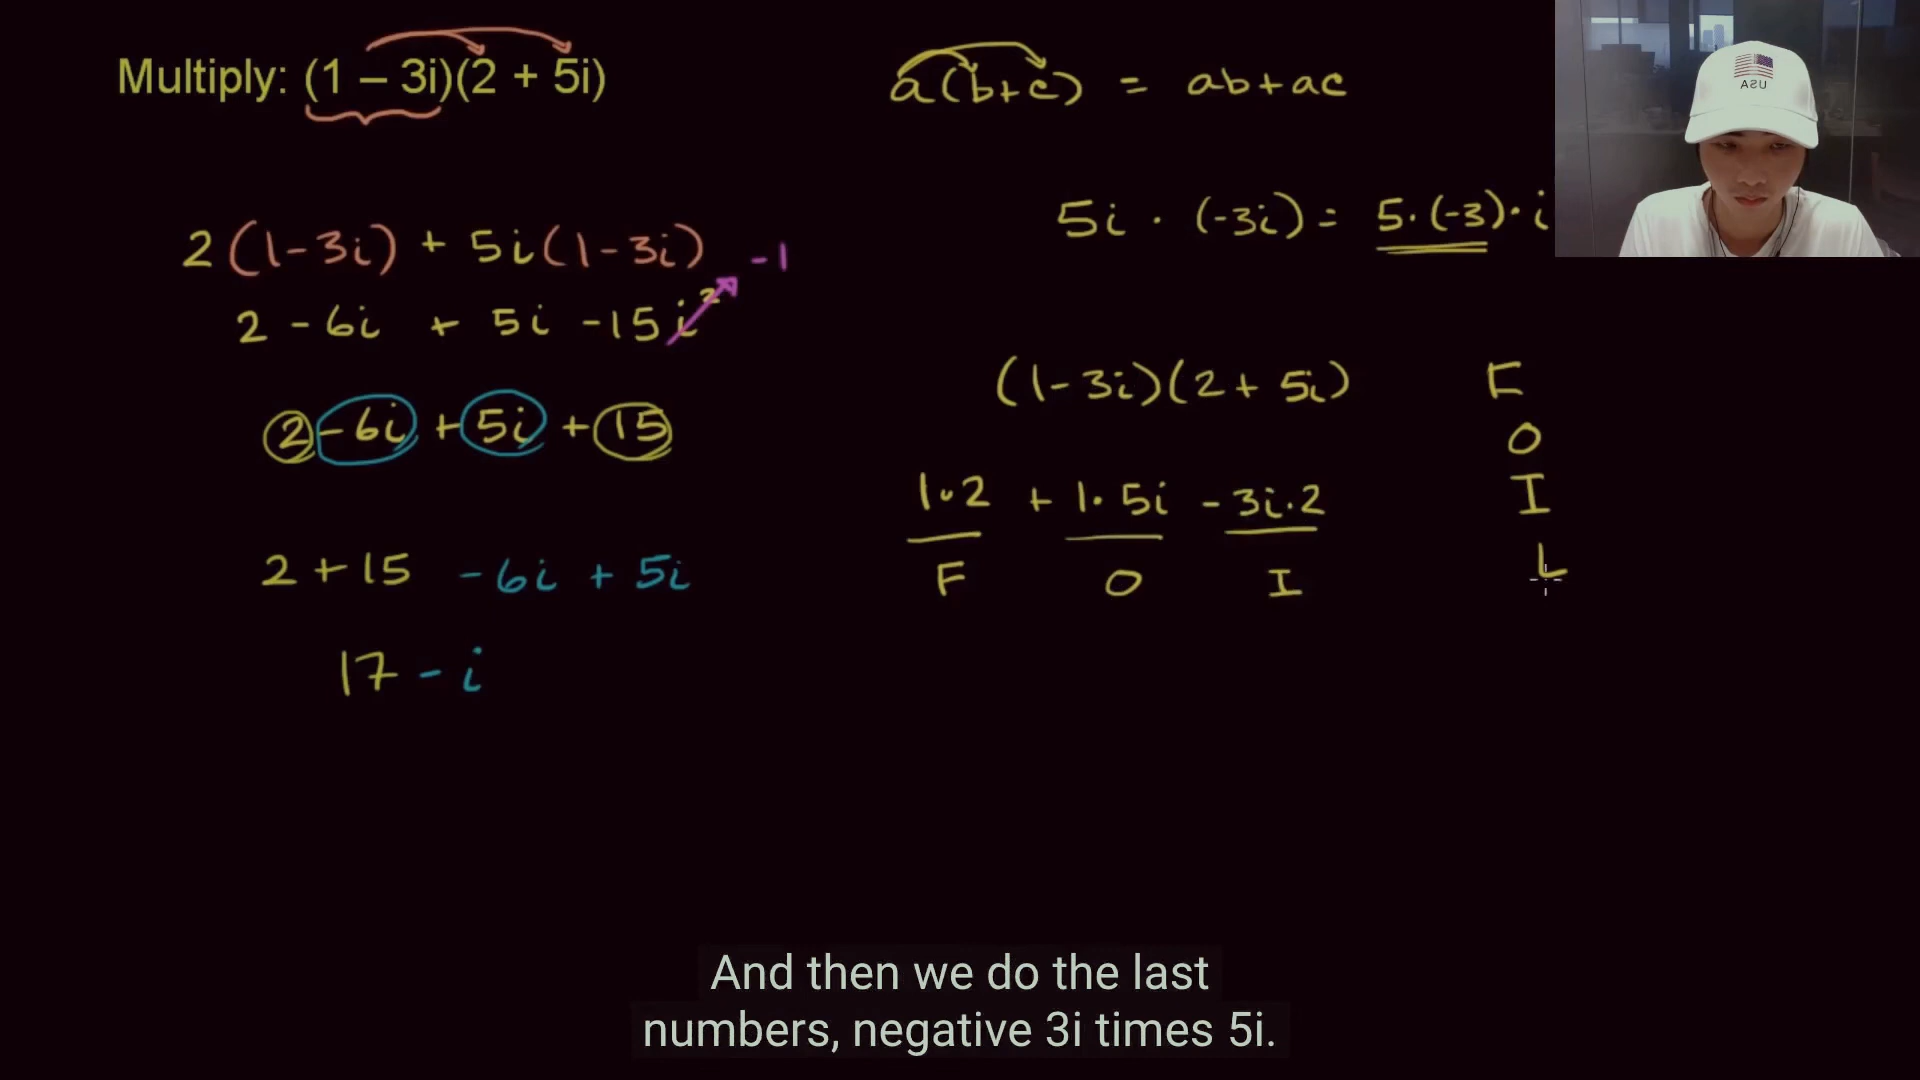 Multiply: (1 – 3i)(2 + 5i)
a(b+c) = ab+ac
USA
5i · (-3i) = 5·(-3)·i
2(1-3i) + 5i(1-3i) -1
2 - 6i + 5i - 15i²
(1-3i)(2+5i)
F
O
I
L
2 - 6i + 5i + 15
1·2 + 1·5i - 3i·2
F O I
2 + 15 - 6i + 5i
17 - i
And then we do the last
numbers, negative 3i times 5i.